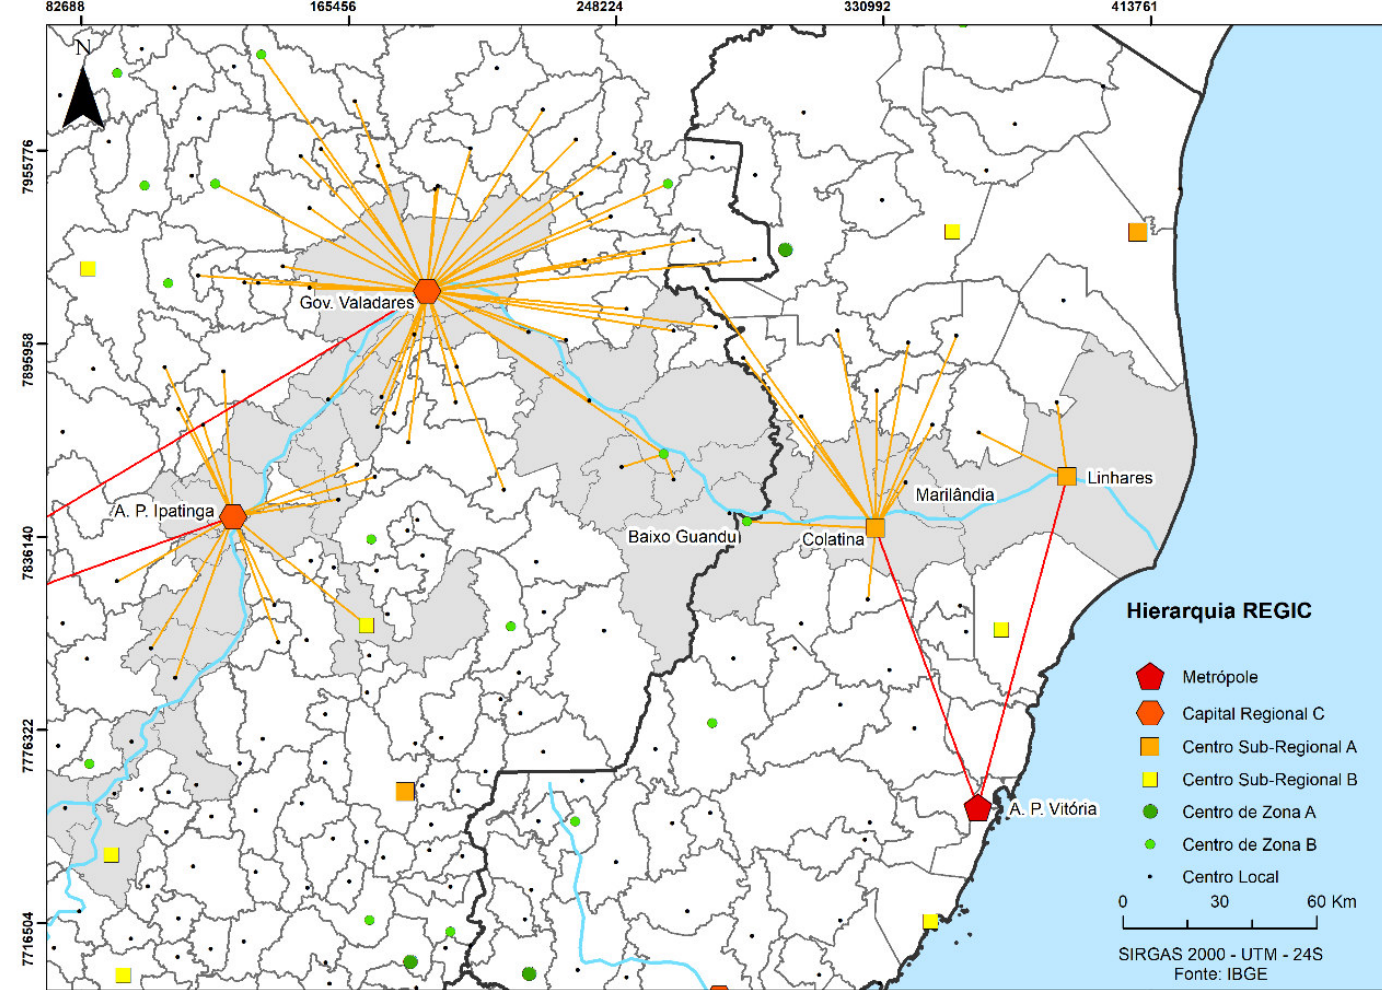 82688 165456 248224 330992 413761
N
7955776
7895958
7836140
7776322
7716504
Gov. Valadares
A. P. Ipatinga
Linhares
Marilândia
Baixo Guandu
Colatina
A. P. Vitória
Hierarquia REGIC
Metrópole
Capital Regional C
Centro Sub-Regional A
Centro Sub-Regional B
Centro de Zona A
Centro de Zona B
Centro Local
0 30 60 Km
SIRGAS 2000 - UTM - 24S
Fonte: IBGE